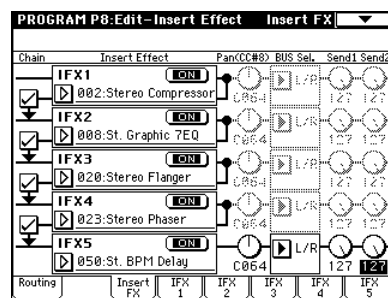 PROGRAM P8:Edit-Insert Effect Insert FX
Chain Insert Effect Pan(CC#8) BUS Sel. Send1 Send2
IFX1 ON
002:Stereo Compressor L/R
C064 127 127
IFX2 ON
008:St. Graphic 7EQ L/R
C064 127 127
IFX3 ON
020:Stereo Flanger L/R
C064 127 127
IFX4 ON
023:Stereo Phaser L/R
C064 127 127
IFX5 ON
050:St. BPM Delay L/R
C064 127 127
Routing Insert FX IFX 1 IFX 2 IFX 3 IFX 4 IFX 5